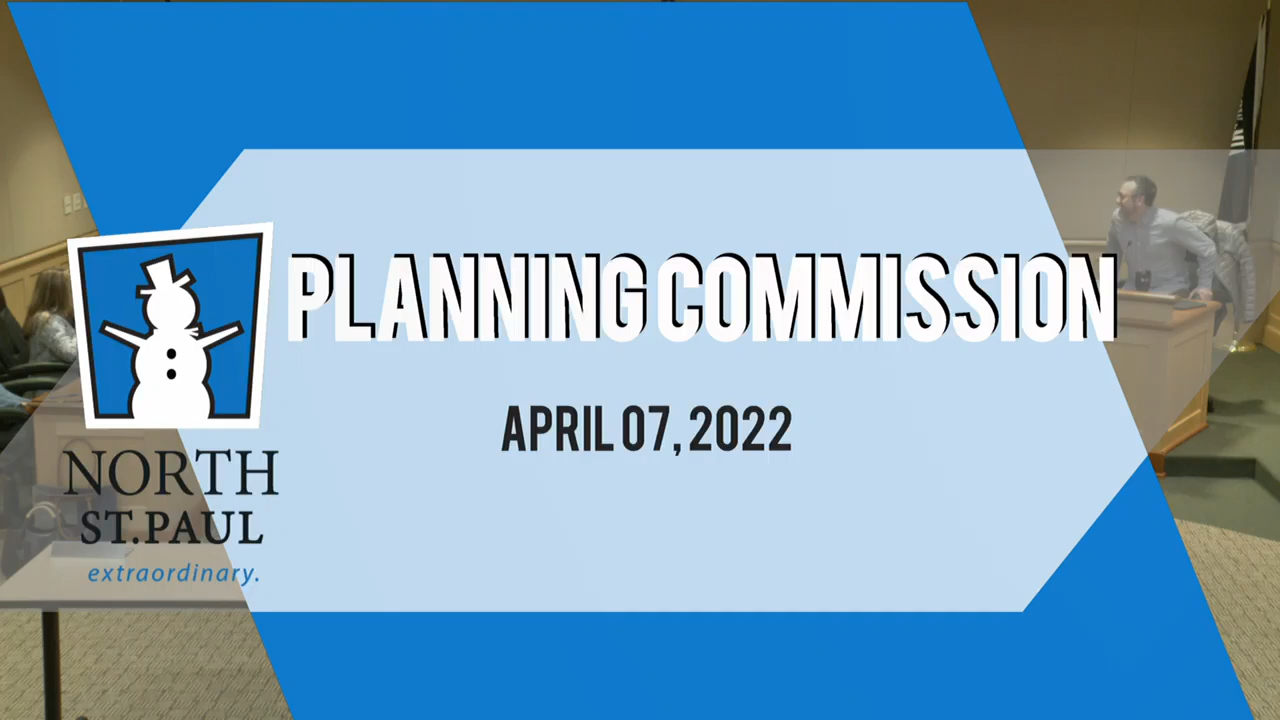 PLANNING COMMISSION
APRIL 07, 2022
NORTH
ST. PAUL
extraordinary.